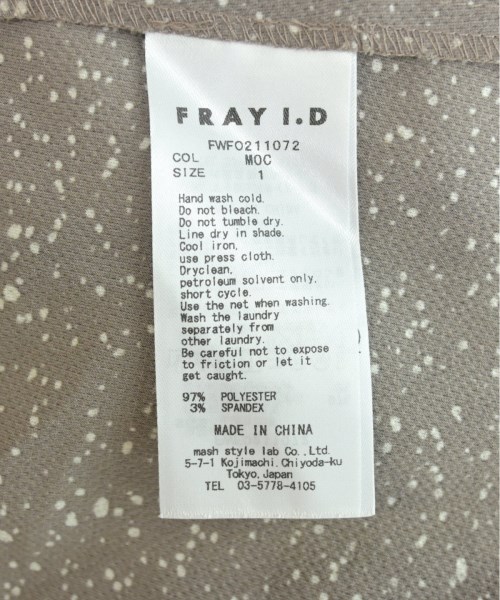 FRAY I.D
FWFO211072
COL MOC
SIZE 1
Hand wash cold.
Do not bleach.
Do not tumble dry.
Line dry in shade.
Cool iron,
use press cloth.
Dryclean,
petroleum solvent only,
short cycle.
Use the net when washing.
Wash the laundry
separately from
other laundry.
Be careful not to expose
to friction or let it
get caught.
97% POLYESTER
3% SPANDEX
MADE IN CHINA
mash style lab Co.,Ltd.
5-7-1 Kojimachi,Chiyoda-ku
Tokyo,Japan
TEL 03-5778-4105